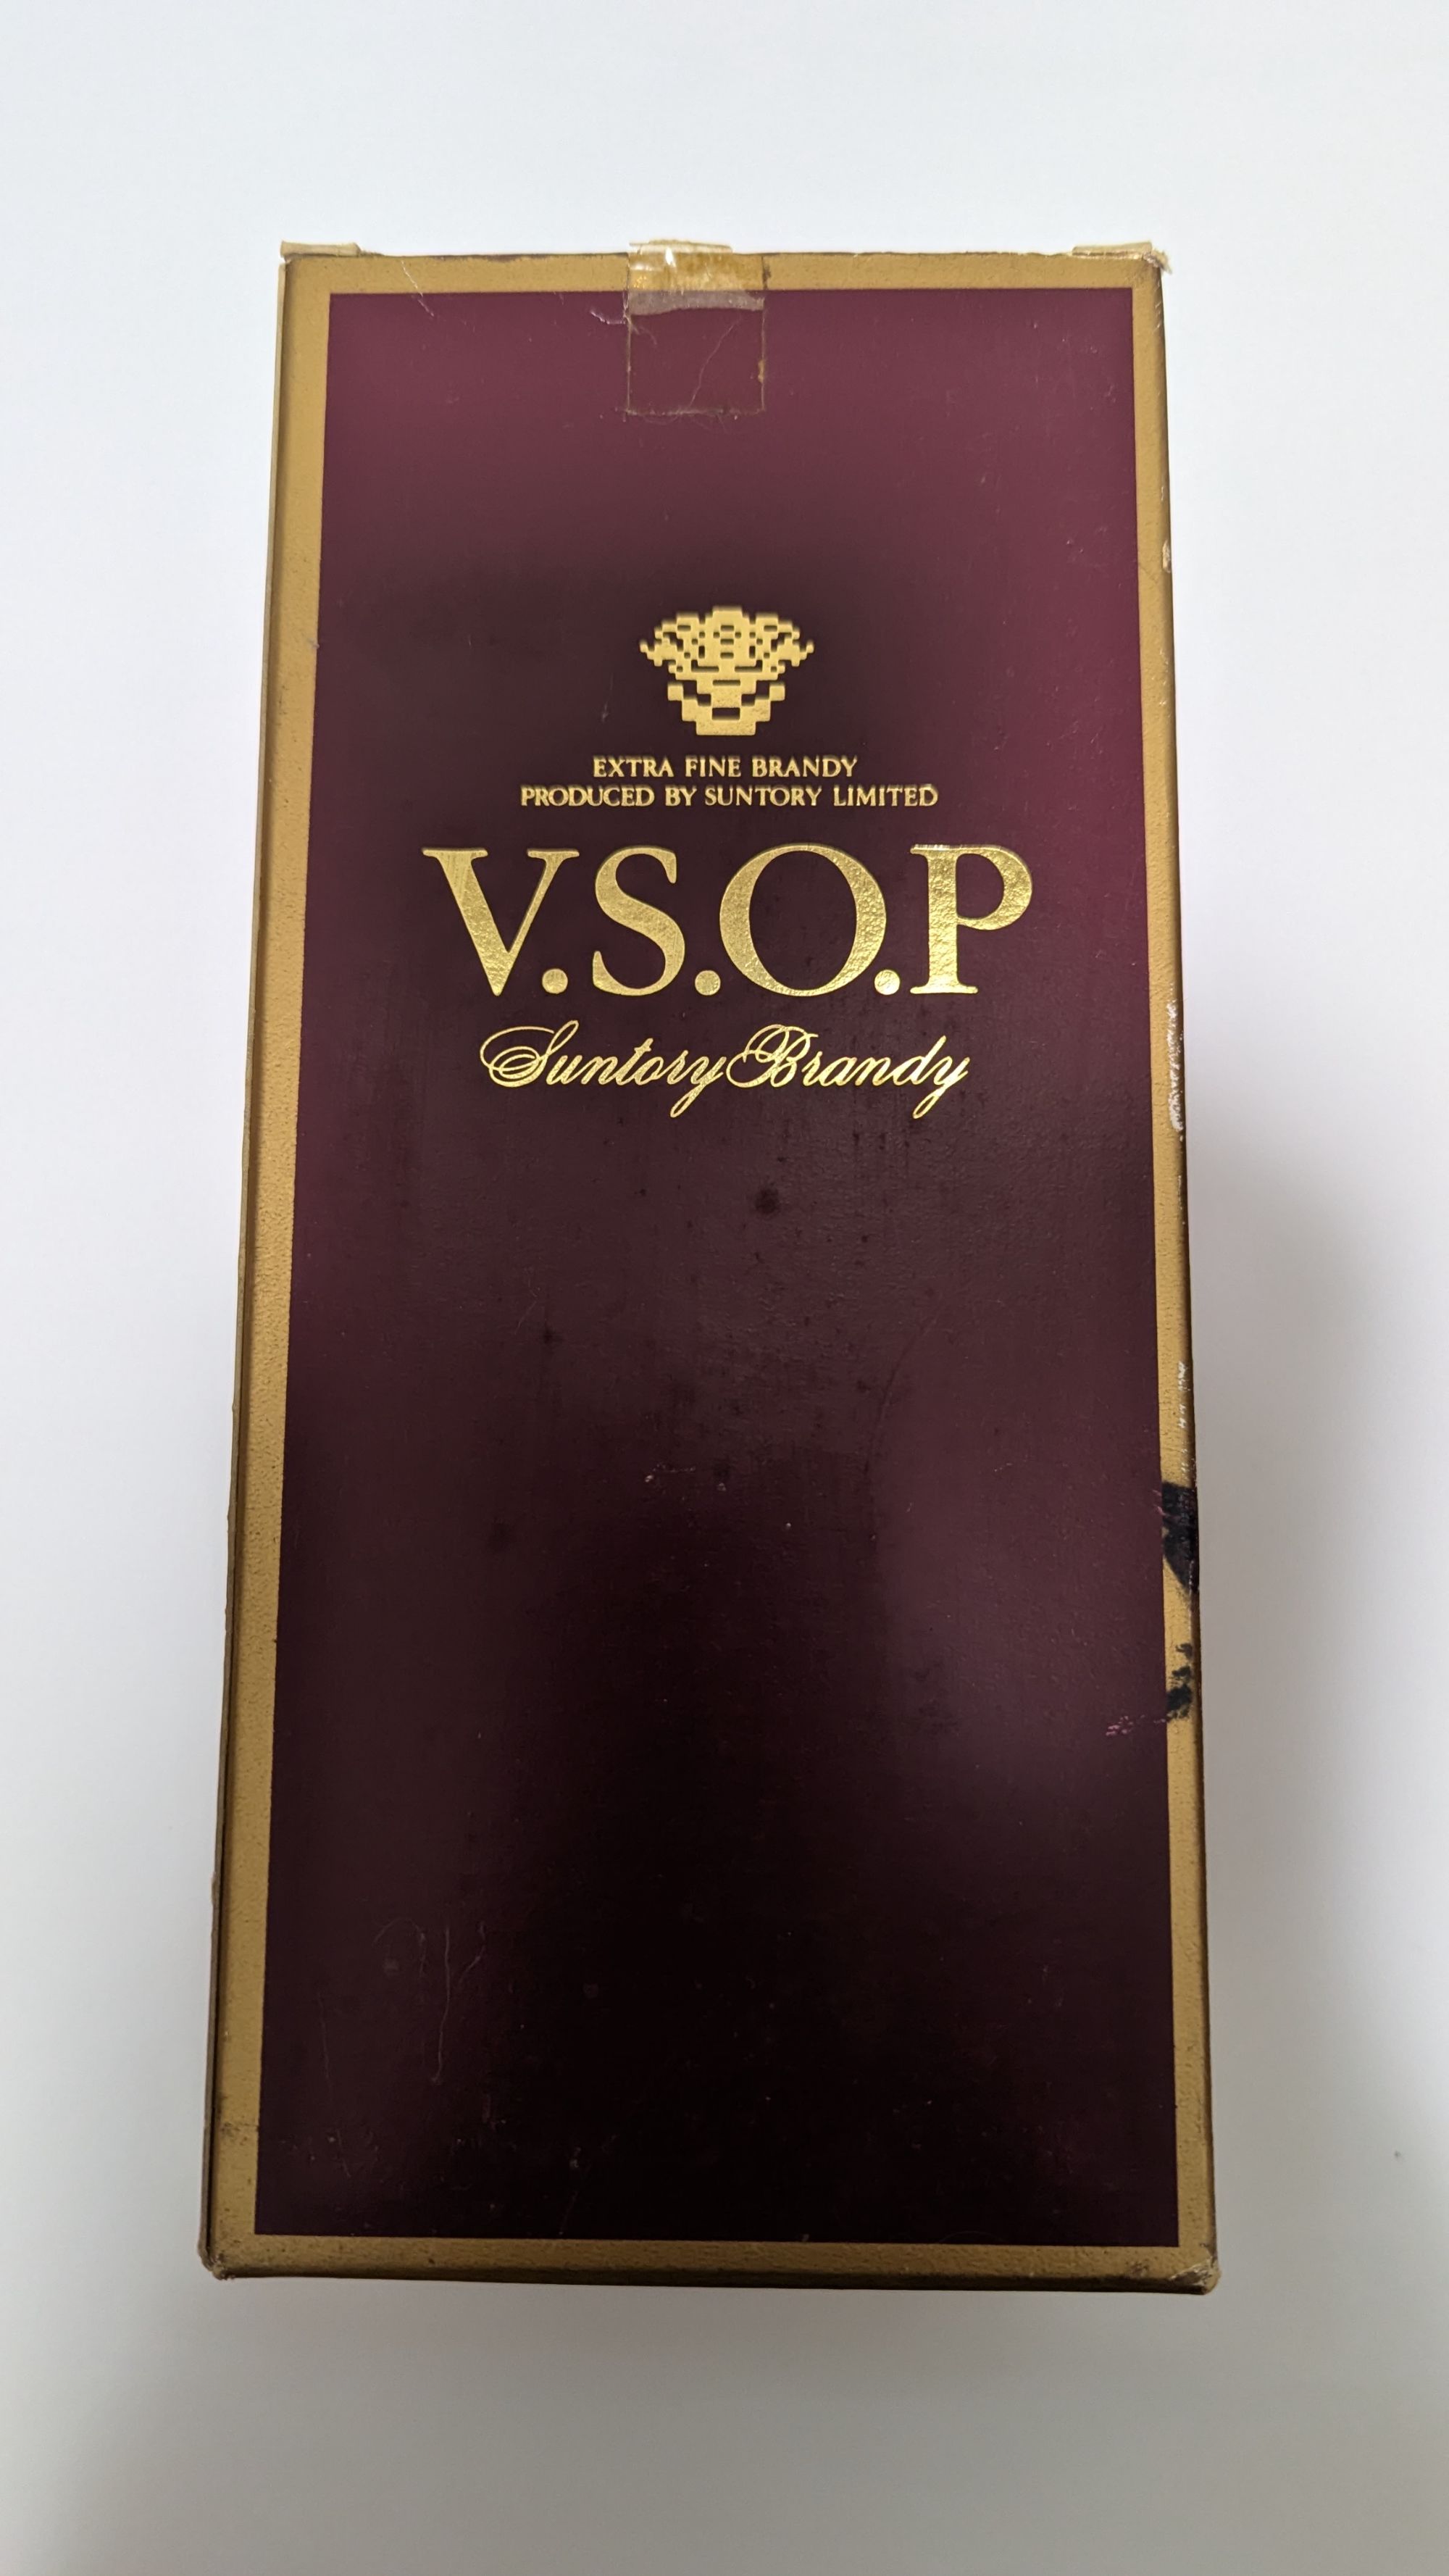 EXTRA FINE BRANDY
PRODUCED BY SUNTORY LIMITED
V.S.O.P
Suntory Brandy